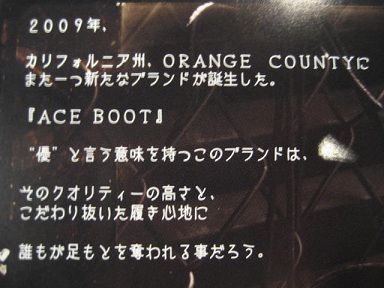 ２００９年、
カリフォルニア州、ORANGE COUNTYに
また一つ新たなブランドが誕生した。
『ACE BOOT』
“優”と言う意味を持つこのブランドは、
そのクオリティーの高さと、
こだわり抜いた履き心地に
誰もが足もとを奪われる事だろう。